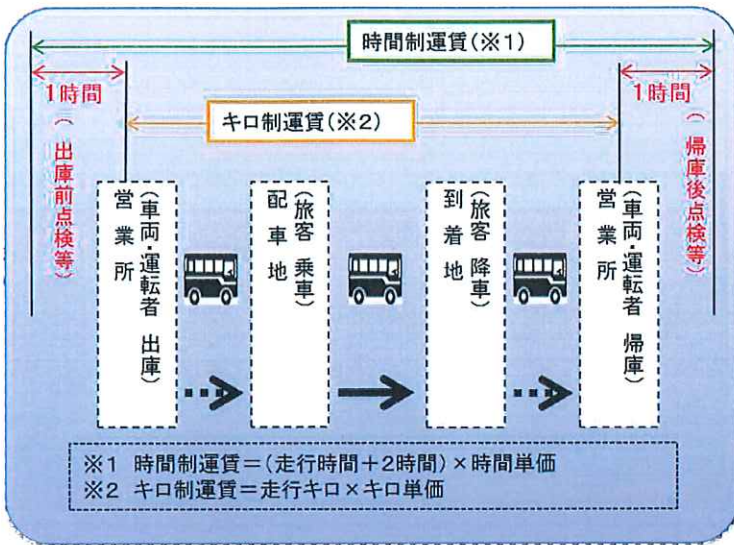 時間制運賃(※1)
1時間
(出庫前点検等)
1時間
(帰庫後点検等)
キロ制運賃(※2)
営業所
(車両・運転者 出庫)
配車地
(旅客 乗車)
到着地
(旅客 降車)
営業所
(車両・運転者 帰庫)
※1 時間制運賃=(走行時間+2時間)×時間単価
※2 キロ制運賃=走行キロ×キロ単価